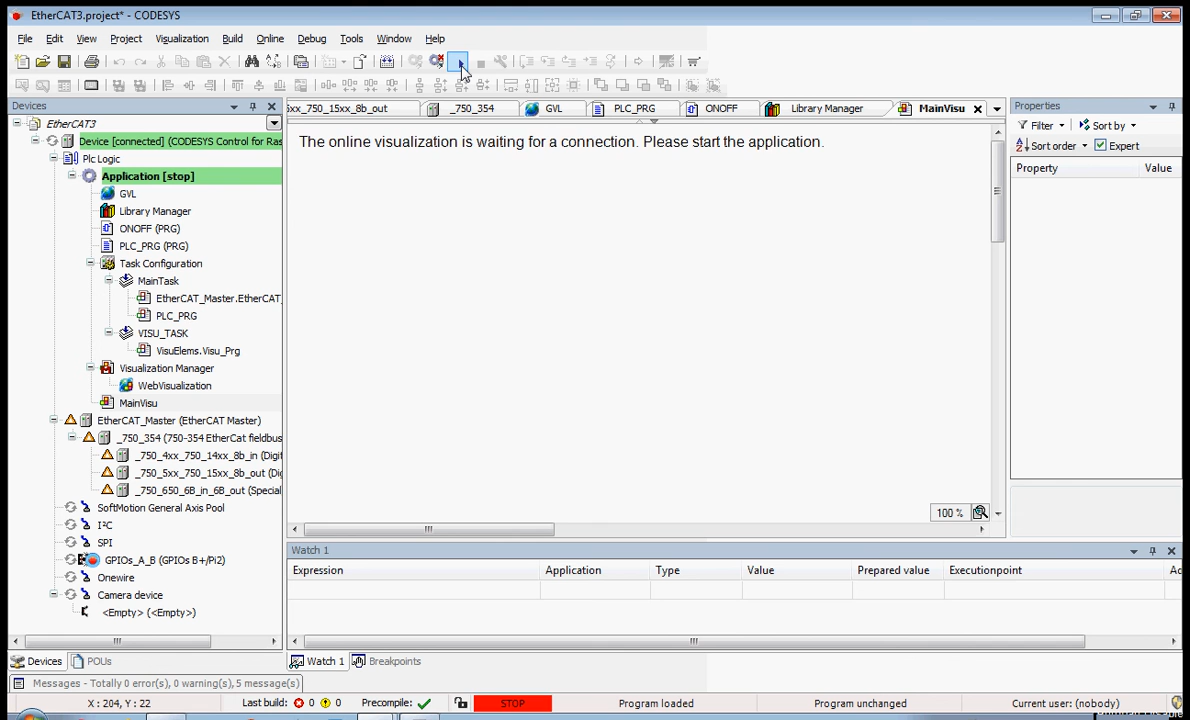 EtherCAT3.project* - CODESYS
File Edit View Project Visualization Build Online Debug Tools Window Help
Devices
EtherCAT3
Device [connected] (CODESYS Control for Ras
Plc Logic
Application [stop]
GVL
Library Manager
ONOFF (PRG)
PLC_PRG (PRG)
Task Configuration
MainTask
EtherCAT_Master.EtherCAT_
PLC_PRG
VISU_TASK
VisuElems.Visu_Prg
Visualization Manager
WebVisualization
MainVisu
EtherCAT_Master (EtherCAT Master)
_750_354 (750-354 EtherCat fieldbus
_750_4xx_750_14xx_8b_in (Digit
_750_5xx_750_15xx_8b_out (Dig
_750_650_6B_in_6B_out (Special
SoftMotion General Axis Pool
I²C
SPI
GPIOs_A_B (GPIOs B+/Pi2)
Onewire
Camera device
<Empty> (<Empty>)
Devices POUs
5xx_750_15xx_8b_out _750_354 GVL PLC_PRG ONOFF Library Manager MainVisu
The online visualization is waiting for a connection. Please start the application.
100 %
Properties
Filter Sort by
Sort order Expert
Property Value
Watch 1
Expression Application Type Value Prepared value Executionpoint Ad
Watch 1 Breakpoints
Messages - Totally 0 error(s), 0 warning(s), 5 message(s)
X : 204, Y : 22 Last build: 0 0 Precompile: STOP Program loaded Program unchanged Current user: (nobody)